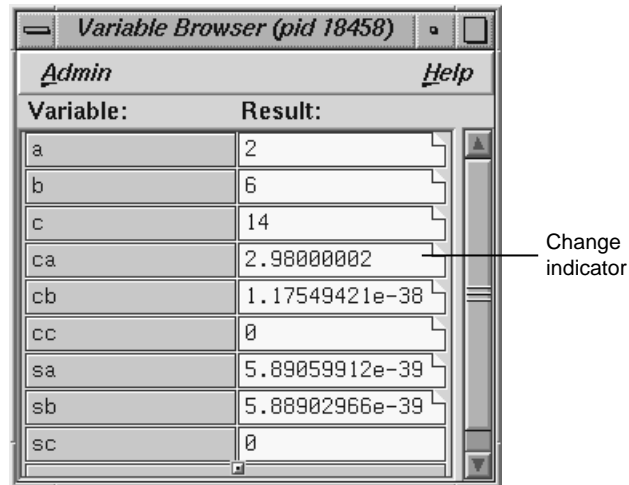 Variable Browser (pid 18458)
Admin Help
Variable: Result:
a 2
b 6
c 14
ca 2.98000002
cb 1.17549421e-38
cc 0
sa 5.89059912e-39
sb 5.88902966e-39
sc 0
Change
indicator